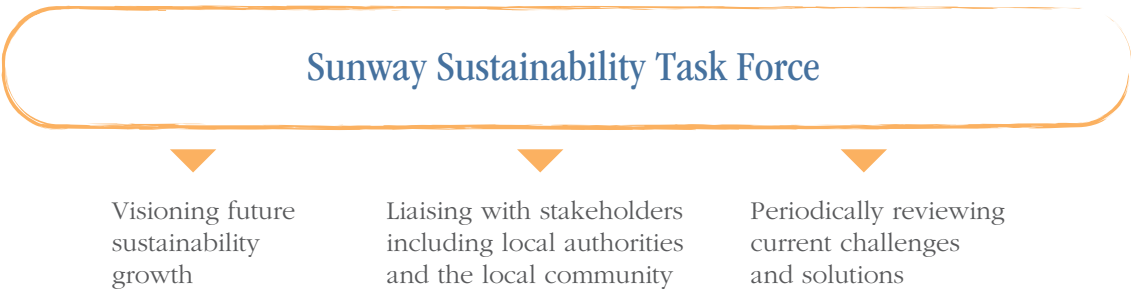 Sunway Sustainability Task Force
Visioning future
sustainability
growth
Liaising with stakeholders
including local authorities
and the local community
Periodically reviewing
current challenges
and solutions